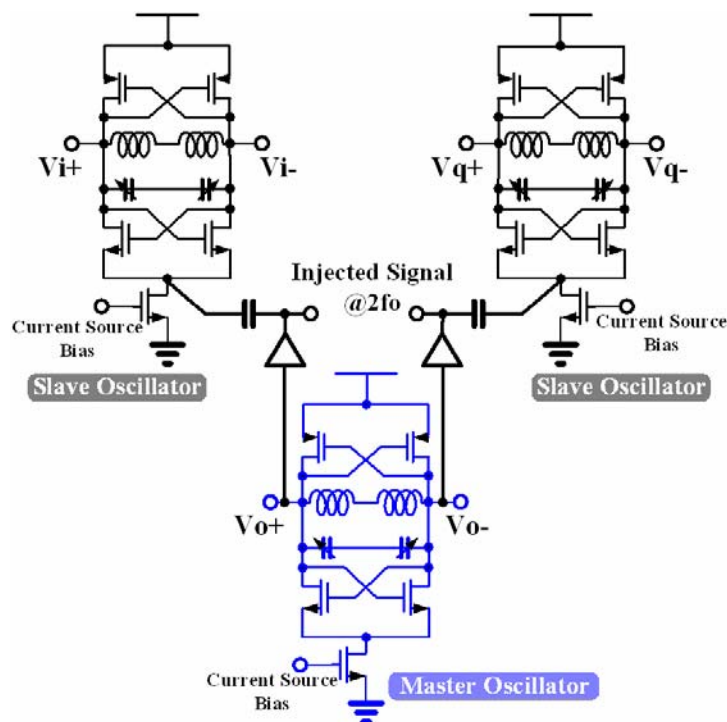 Vi+
Vi-
Vq+
Vq-
Injected Signal
@2fo
Current Source
Bias
Current Source
Bias
Slave Oscillator
Slave Oscillator
Vo+
Vo-
Current Source
Bias
Master Oscillator